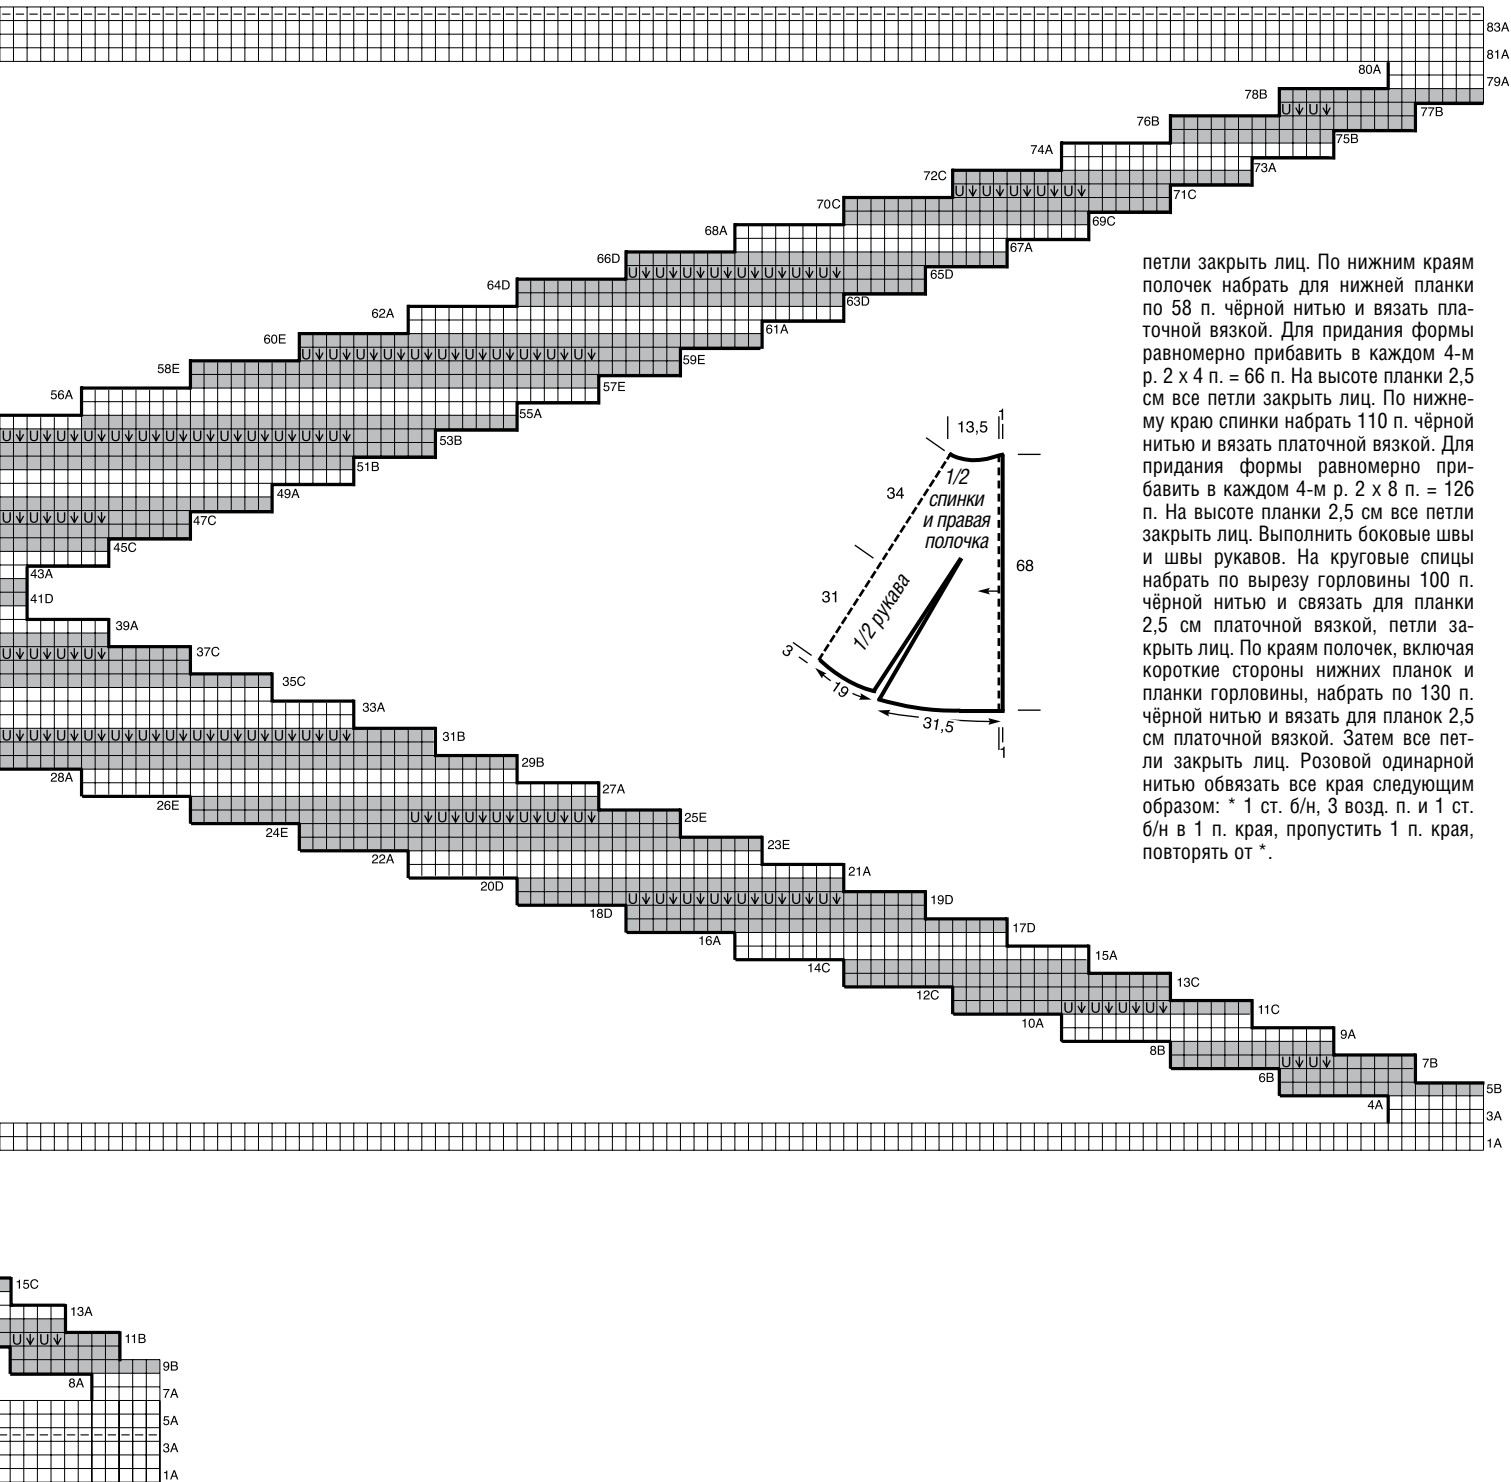 83A
81A
80A
79A
78B
77B
76B
75B
74A
73A
72C
71C
70C
69C
68A
67A
66D
65D
64D
63D
62A
61A
60E
59E
58E
57E
56A
55A
53B
51B
49A
47C
45C
43A
41D
39A
37C
35C
33A
31B
29B
28A
27A
26E
25E
24E
23E
22A
21A
20D
19D
18D
17D
16A
15A
14C
13C
12C
11C
10A
9A
8B
7B
6B
5B
4A
3A
1A
петли закрыть лиц. По нижним краям
полочек набрать для нижней планки
по 58 п. чёрной нитью и вязать пла-
точной вязкой. Для придания формы
равномерно прибавить в каждом 4-м
р. 2 х 4 п. = 66 п. На высоте планки 2,5
см все петли закрыть лиц. По нижне-
му краю спинки набрать 110 п. чёрной
нитью и вязать платочной вязкой. Для
придания формы равномерно при-
бавить в каждом 4-м р. 2 х 8 п. = 126
п. На высоте планки 2,5 см все петли
закрыть лиц. Выполнить боковые швы
и швы рукавов. На круговые спицы
набрать по вырезу горловины 100 п.
чёрной нитью и связать для планки
2,5 см платочной вязкой, петли за-
крыть лиц. По краям полочек, включая
короткие стороны нижних планок и
планки горловины, набрать по 130 п.
чёрной нитью и вязать для планок 2,5
см платочной вязкой. Затем все пет-
ли закрыть лиц. Розовой одинарной
нитью обвязать все края следующим
образом: * 1 ст. б/н, 3 возд. п. и 1 ст.
б/н в 1 п. края, пропустить 1 п. края,
повторять от *.
1
13,5
34
1/2
спинки
и правая
полочка
68
31
1/2 рукава
3
19
31,5
1
15C
13A
11B
9B
8A
7A
5A
3A
1A